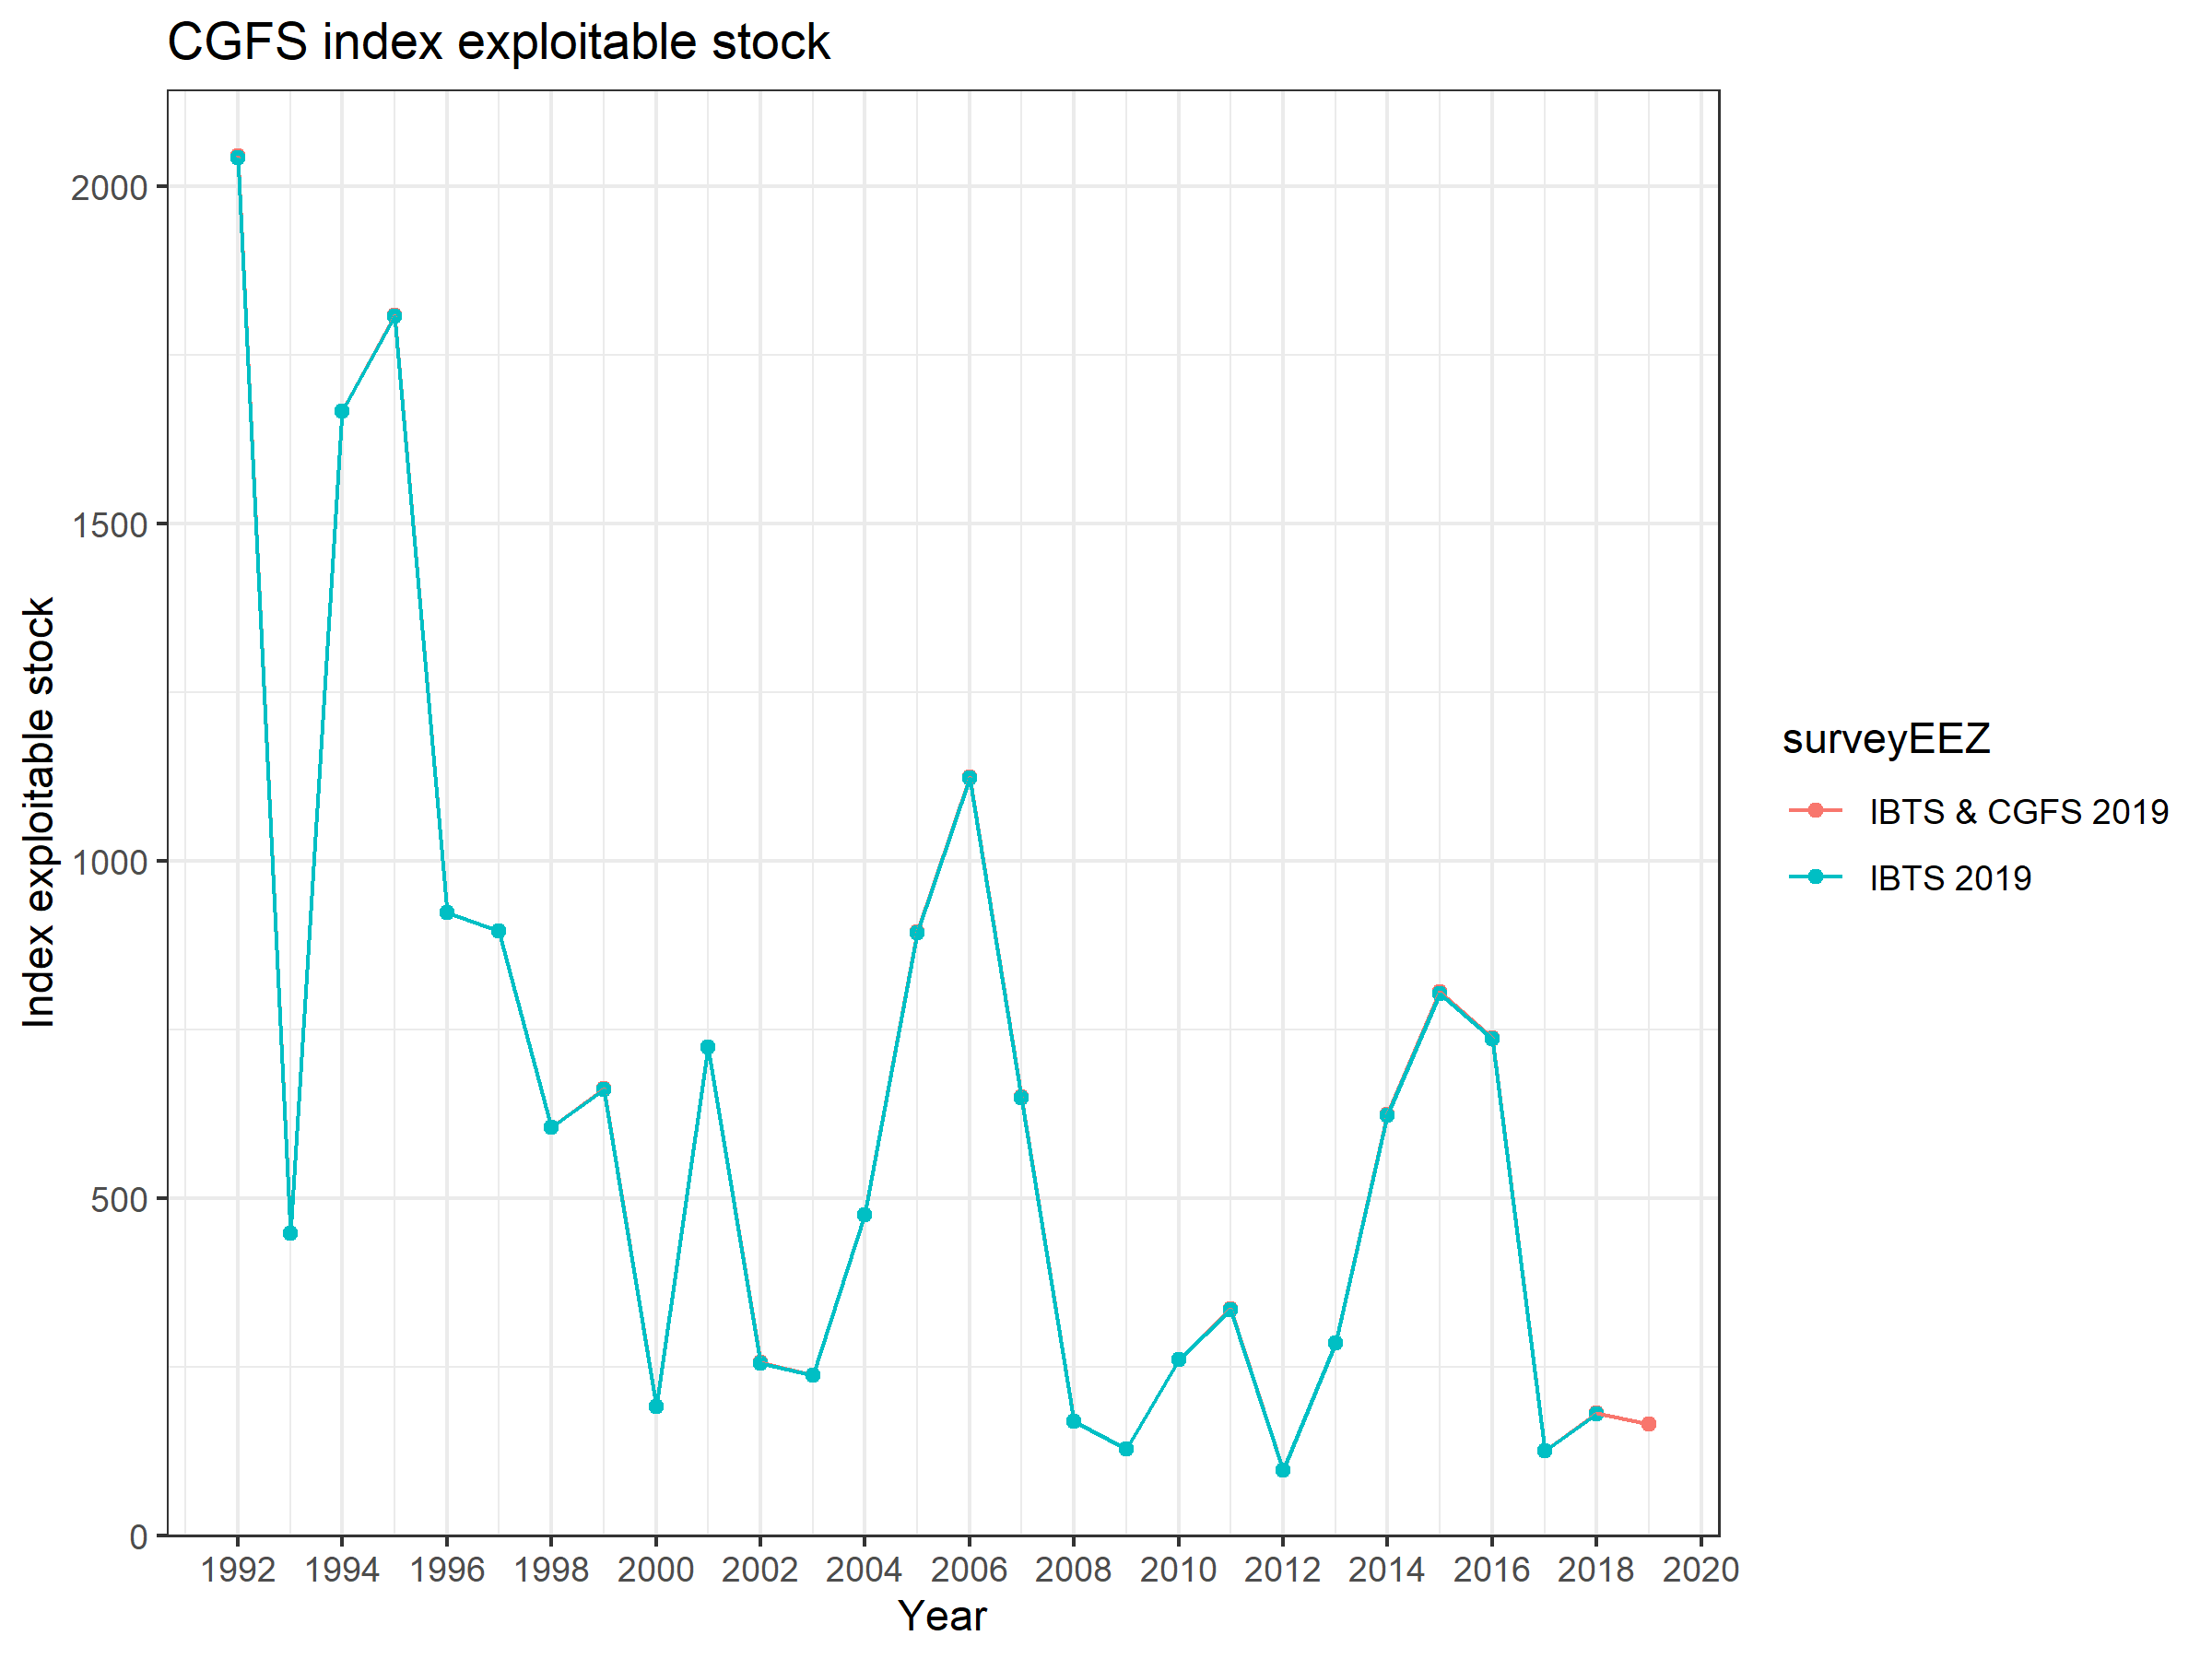 CGFS index exploitable stock
Index exploitable stock
2000
1500
1000
500
0
1992 1994 1996 1998 2000 2002 2004 2006 2008 2010 2012 2014 2016 2018 2020
Year
surveyEEZ
IBTS & CGFS 2019
IBTS 2019